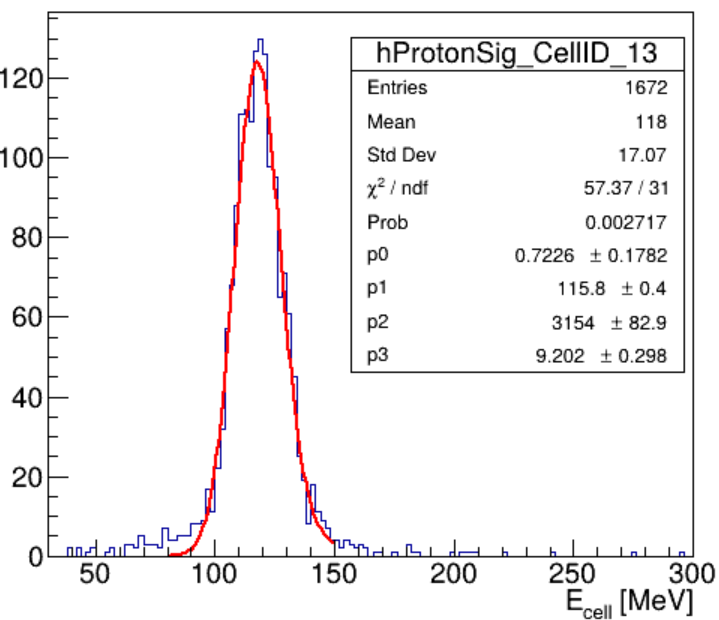 hProtonSig_CellID_13
Entries 1672
Mean 118
Std Dev 17.07
χ² / ndf 57.37 / 31
Prob 0.002717
p0 0.7226 ± 0.1782
p1 115.8 ± 0.4
p2 3154 ± 82.9
p3 9.202 ± 0.298
120
100
80
60
40
20
0
50 100 150 200 250 300
E_cell [MeV]